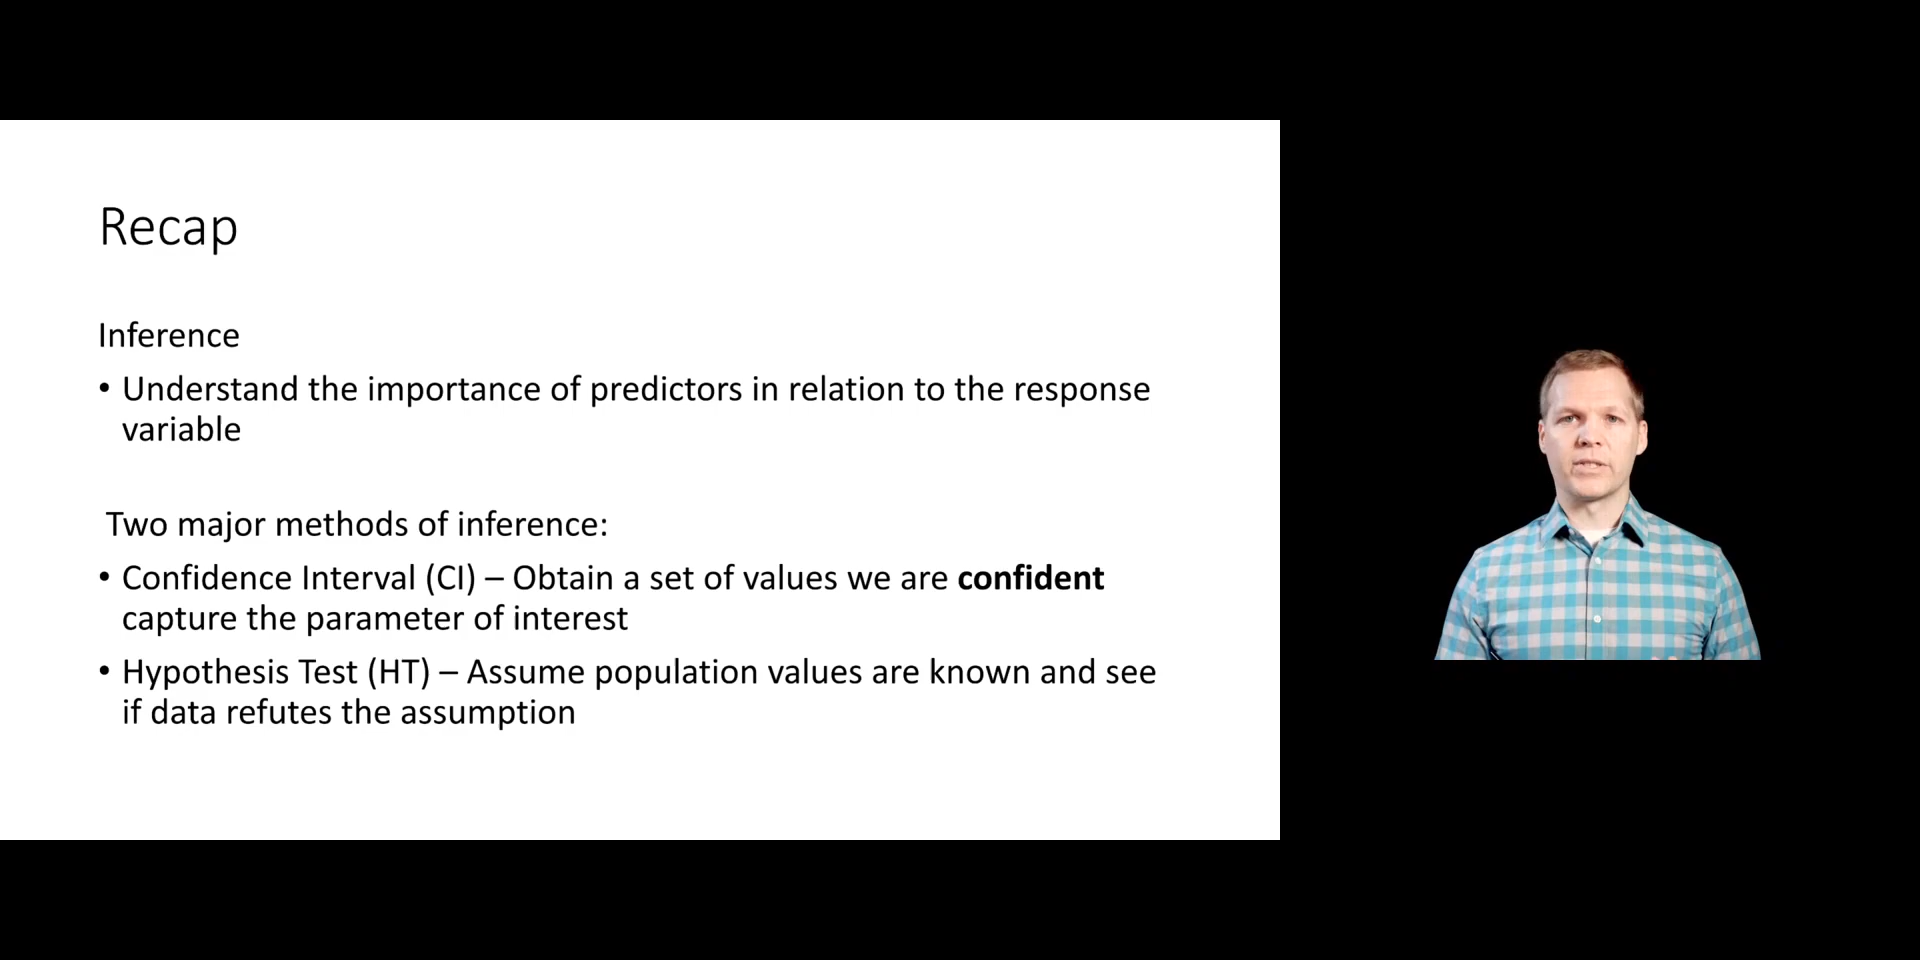 Recap
Inference
• Understand the importance of predictors in relation to the response
variable
Two major methods of inference:
• Confidence Interval (CI) – Obtain a set of values we are confident
capture the parameter of interest
• Hypothesis Test (HT) – Assume population values are known and see
if data refutes the assumption